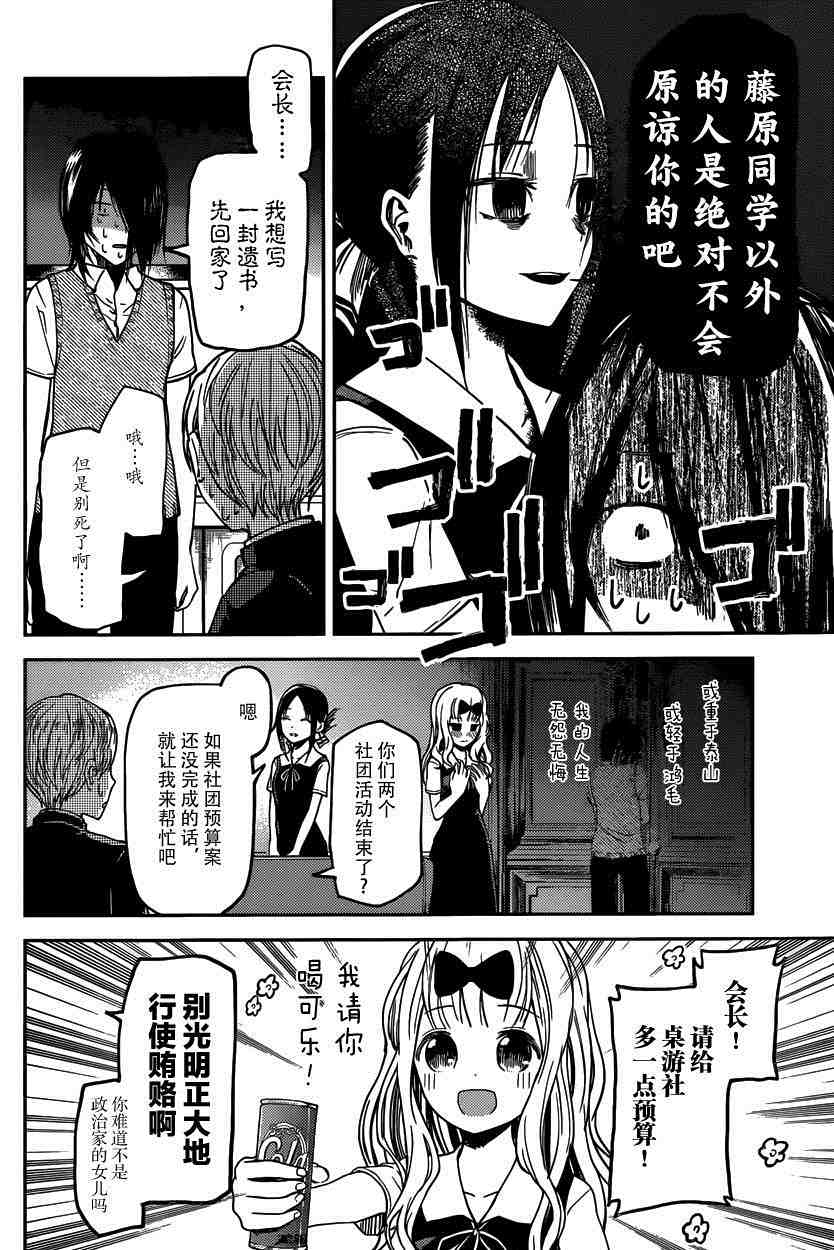 藤原同学以外
的人是绝对不会
原谅你的吧
ゴゴゴ
ゴゴゴ
会长……
我想写
一封遗书，
先回家了
哦…哦
但是别死了啊……
或重于泰山
或轻于鸿毛
我的人生
无怨无悔
你们两个
社团活动结束了？
嗯
如果社团预算案
还没完成的话，
就让我来帮忙吧
会长！
请给
桌游社
多一点预算！
我请你
喝可乐！
Cola
别光明正大地
行使贿赂啊
你难道不是
政治家的女儿吗